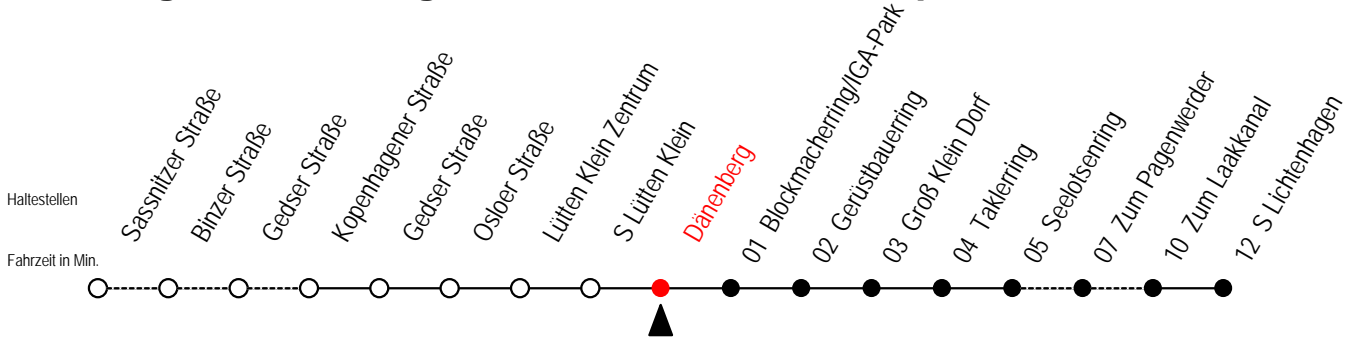 Haltestellen
Fahrzeit in Min.
Sassnitzer Straße
Binzer Straße
Gedser Straße
Kopenhagener Straße
Gedser Straße
Osloer Straße
Lütten Klein Zentrum
S Lütten Klein
Dänenberg
01 Blockmacherring/IGA-Park
02 Gerüstbauerring
03 Groß Klein Dorf
04 Taklerring
05 Seelotsenring
07 Zum Pagenwerder
10 Zum Laakkanal
12 S Lichtenhagen